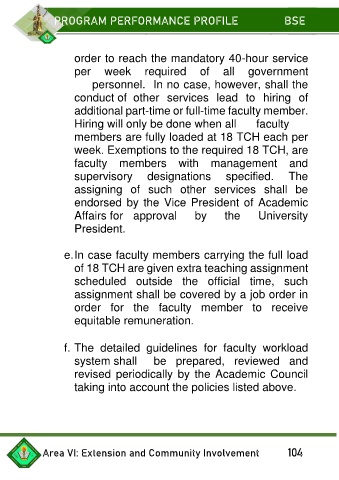 PROGRAM PERFORMANCE PROFILE BSE
order to reach the mandatory 40-hour service
per week required of all government
personnel. In no case, however, shall the
conduct of other services lead to hiring of
additional part-time or full-time faculty member.
Hiring will only be done when all faculty
members are fully loaded at 18 TCH each per
week. Exemptions to the required 18 TCH, are
faculty members with management and
supervisory designations specified. The
assigning of such other services shall be
endorsed by the Vice President of Academic
Affairs for approval by the University
President.
e. In case faculty members carrying the full load
of 18 TCH are given extra teaching assignment
scheduled outside the official time, such
assignment shall be covered by a job order in
order for the faculty member to receive
equitable remuneration.
f. The detailed guidelines for faculty workload
system shall be prepared, reviewed and
revised periodically by the Academic Council
taking into account the policies listed above.
Area VI: Extension and Community Involvement 104